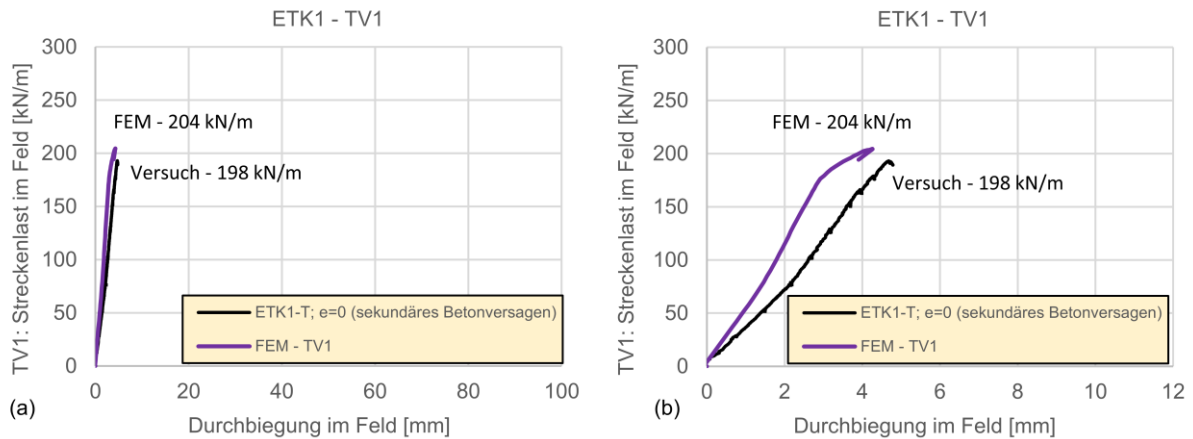 ETK1 - TV1
TV1: Streckenlast im Feld [kN/m]
300
250
200
150
100
50
0
FEM - 204 kN/m
Versuch - 198 kN/m
ETK1-T; e=0 (sekundäres Betonversagen)
FEM - TV1
0 20 40 60 80 100
(a)
Durchbiegung im Feld [mm]
ETK1 - TV1
TV1: Streckenlast im Feld [kN/m]
300
250
200
150
100
50
0
FEM - 204 kN/m
Versuch - 198 kN/m
ETK1-T; e=0 (sekundäres Betonversagen)
FEM - TV1
0 2 4 6 8 10 12
(b)
Durchbiegung im Feld [mm]